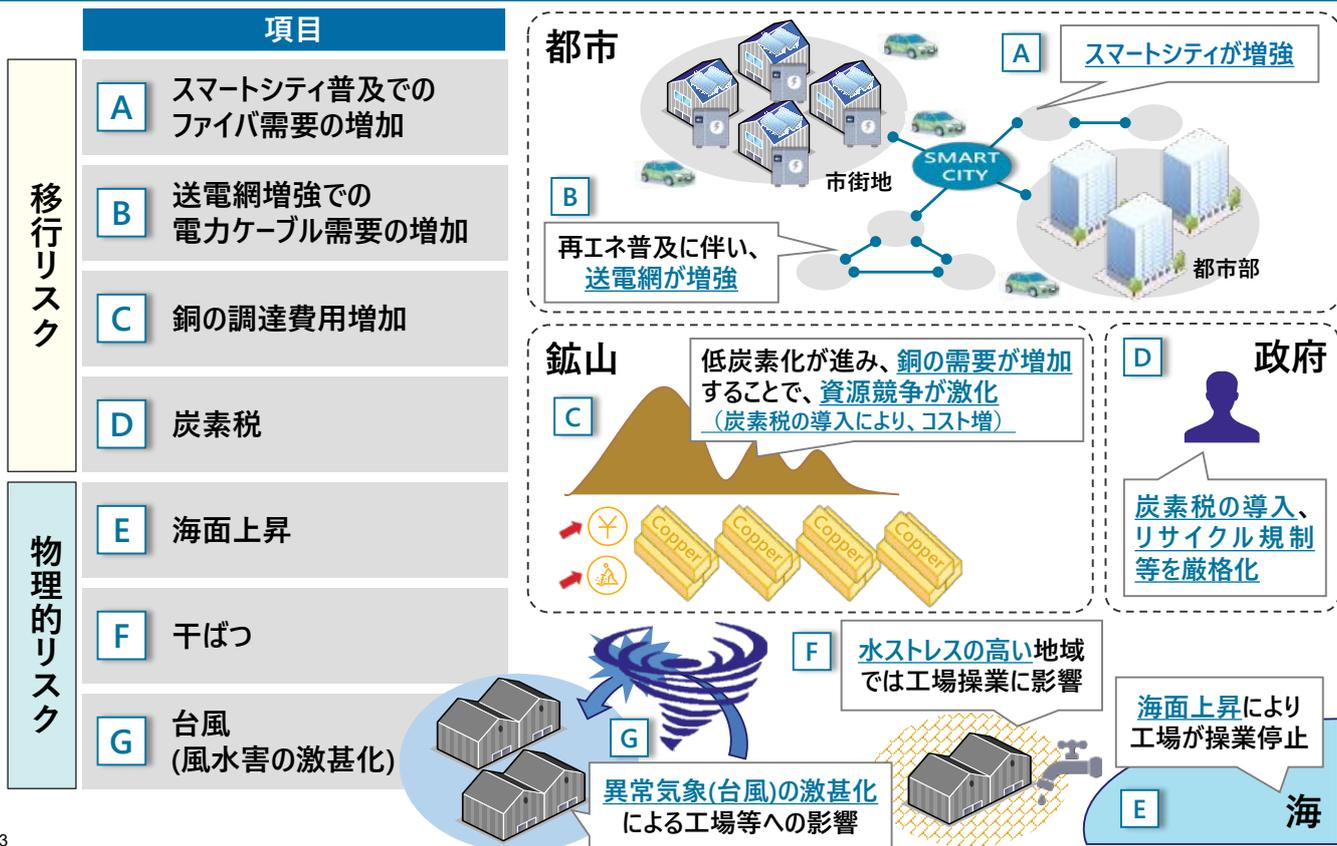 項目
移行リスク
A
スマートシティ普及での
ファイバ需要の増加
B
送電網増強での
電力ケーブル需要の増加
C
銅の調達費用増加
D
炭素税
物理的リスク
E
海面上昇
F
干ばつ
G
台風
(風水害の激甚化)
都市
A
スマートシティが増強
SMART
CITY
市街地
B
再エネ普及に伴い、
送電網が増強
都市部
鉱山
C
低炭素化が進み、銅の需要が増加
することで、資源競争が激化
（炭素税の導入により、コスト増）
¥
Copper
Copper
Copper
Copper
D
政府
炭素税の導入、
リサイクル規制
等を厳格化
F
水ストレスの高い地域
では工場操業に影響
G
異常気象(台風)の激甚化
による工場等への影響
海面上昇により
工場が操業停止
E
海
3